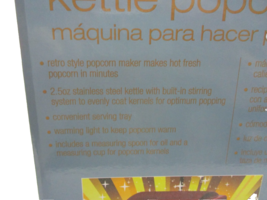 kettle popc
máquina para hacer p
• retro style popcorn maker makes hot fresh
popcorn in minutes
• 2.5oz stainless steel kettle with built-in stirring
system to evenly coat kernels for optimum popping
• convenient serving tray
• warming light to keep popcorn warm
• includes a measuring spoon for oil and a
measuring cup for popcorn kernels